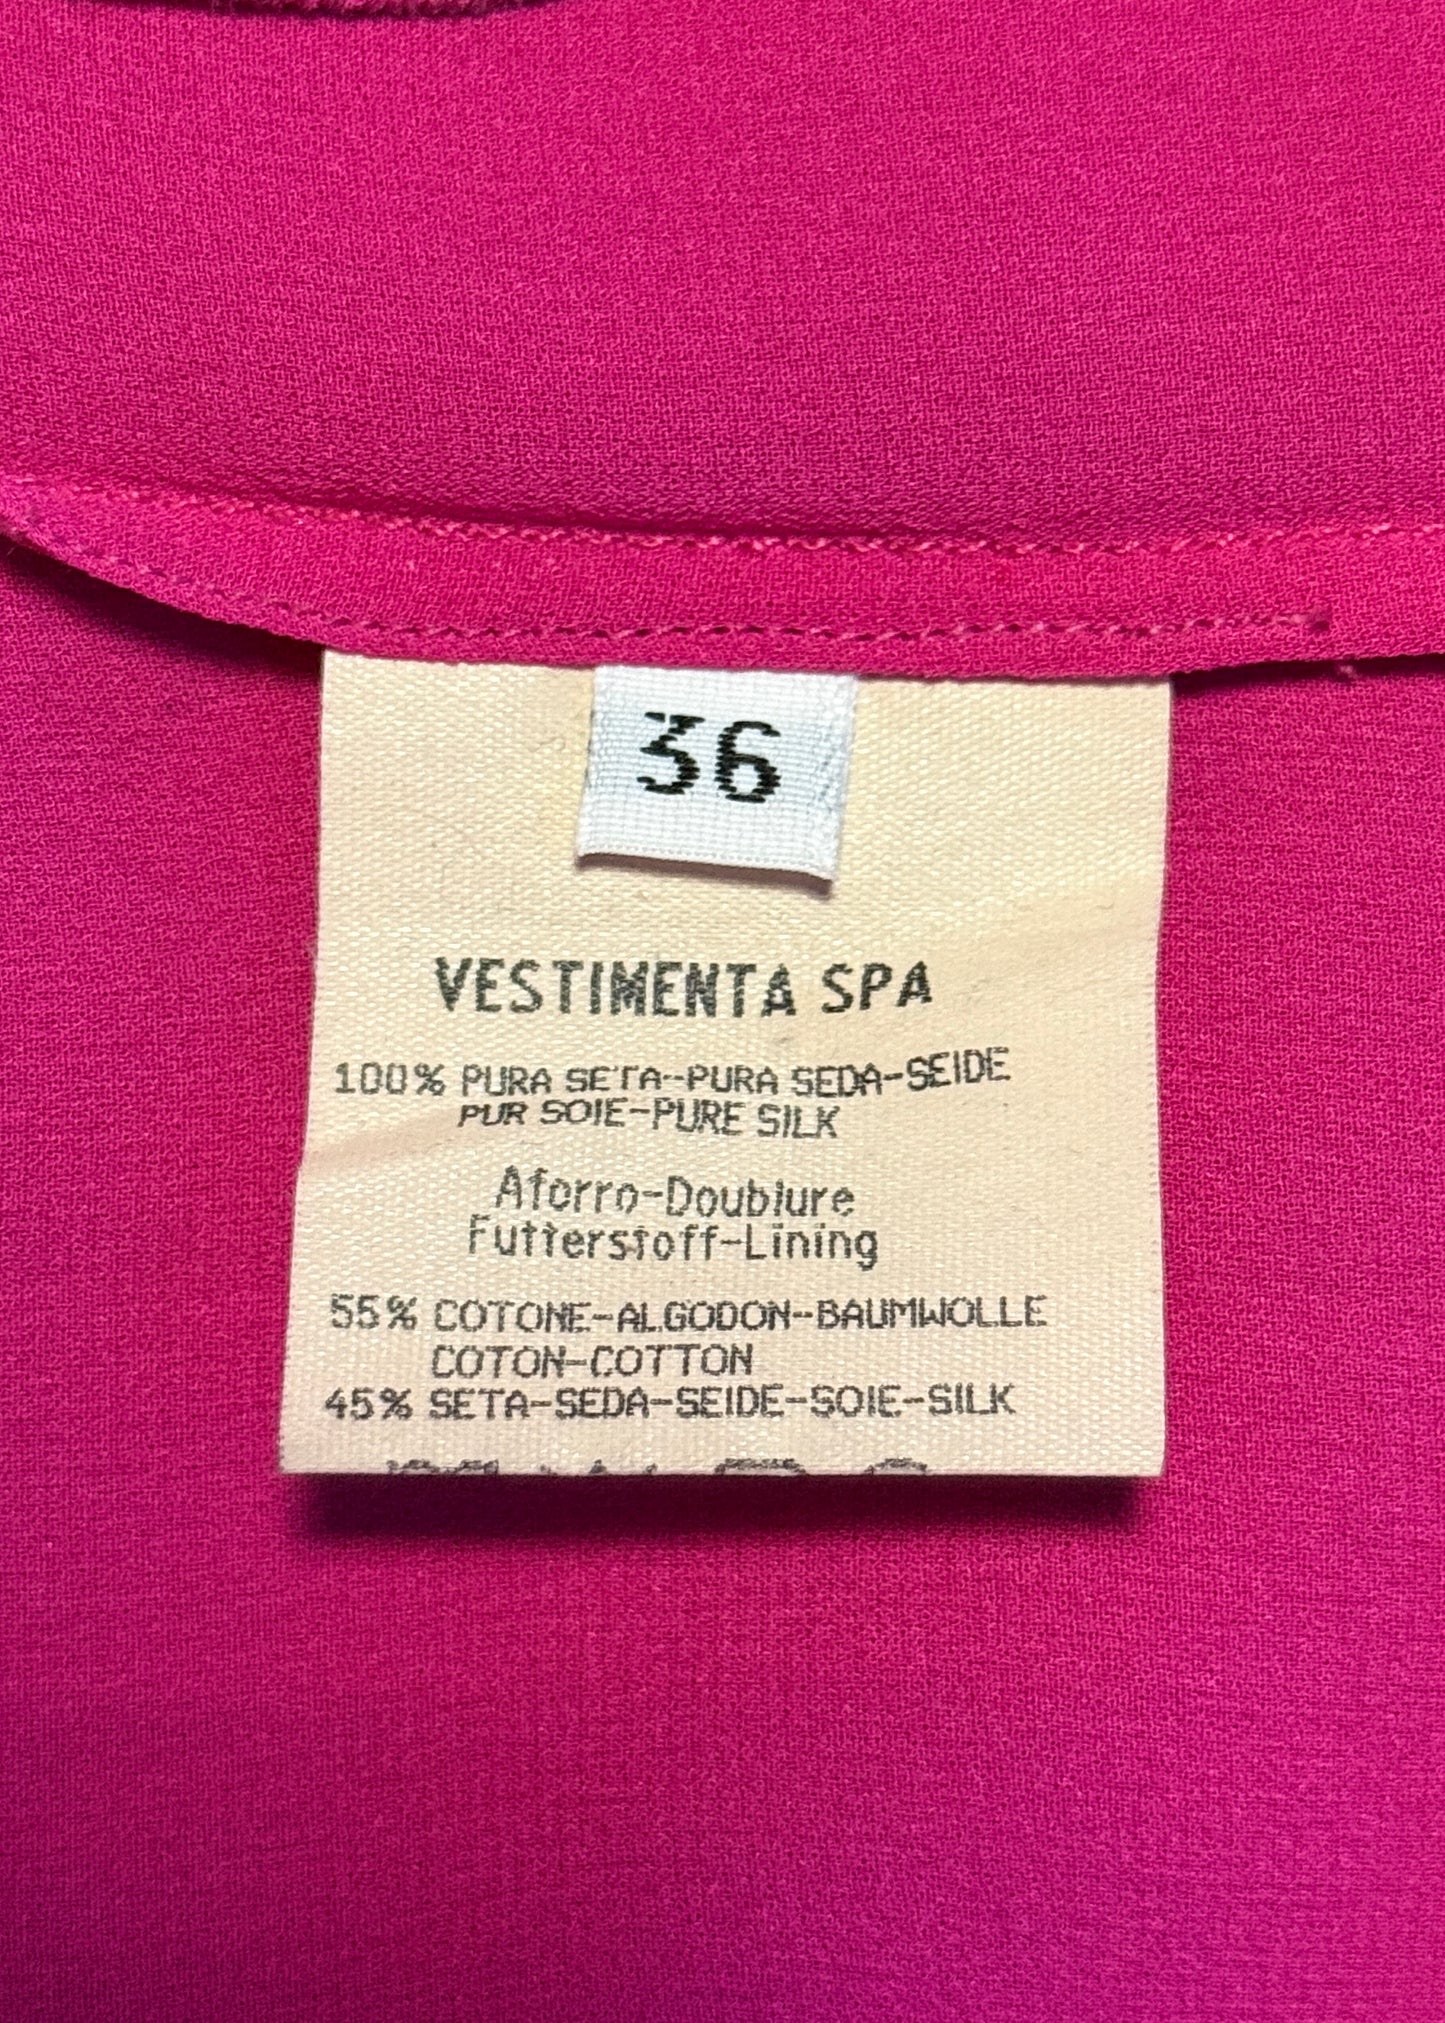 36
VESTIMENTA SPA
100% PURA SETA-PURA SEDA-SEIDE
PUR SOIE-PURE SILK
Aforro-Doublure
Futterstoff-Lining
55% COTONE-ALGODON-BAUMWOLLE
COTON-COTTON
45% SETA-SEDA-SEIDE-SOIE-SILK